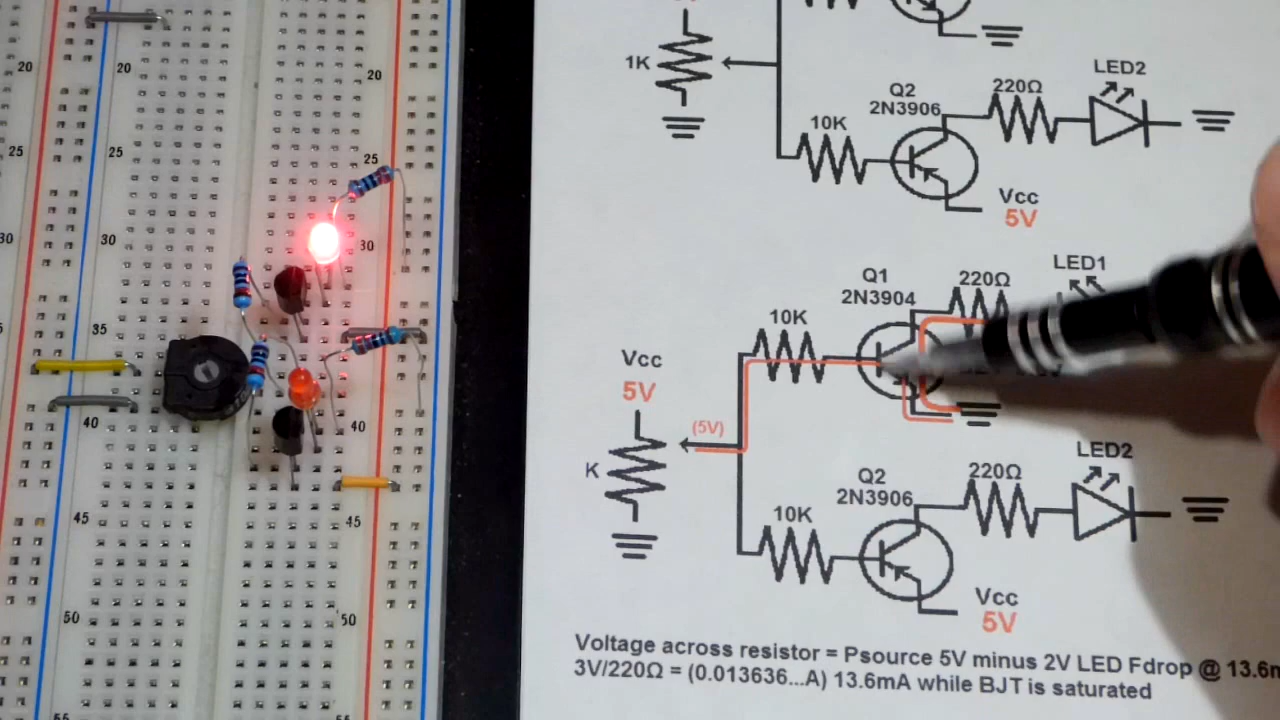 20
20
20
25
25
25
30
30
30
35
40
40
45
45
50
50
55
1K
10K
Q2
2N3906
220Ω
LED2
Vcc
5V
Q1
2N3904
220Ω
LED1
10K
Vcc
5V
(5V)
K
Q2
2N3906
10K
220Ω
LED2
Vcc
5V
Voltage across resistor = Psource 5V minus 2V LED Fdrop @ 13.6m
3V/220Ω = (0.013636...A) 13.6mA while BJT is saturated